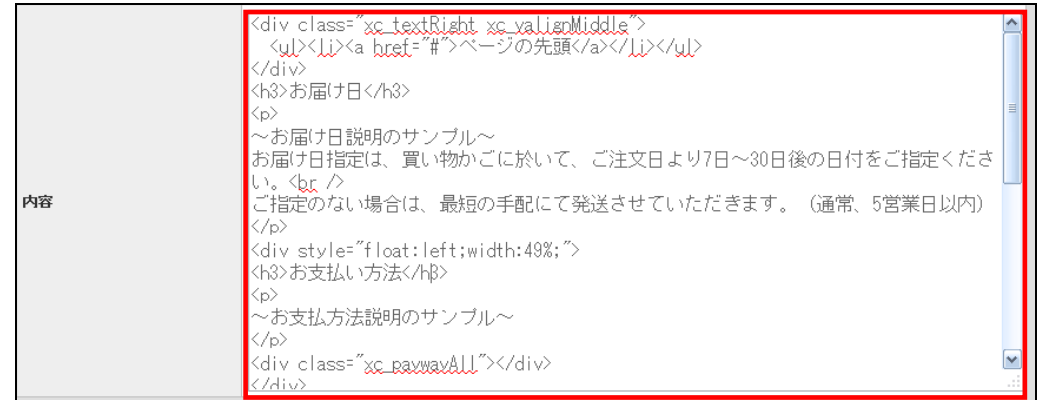 内容
<div class="xc_textRight xc_valignMiddle">
<ul><li><a href="#">ページの先頭</a></li></ul>
</div>
<h3>お届け日</h3>
<p>
～お届け日説明のサンプル～
お届け日指定は、買い物かごに於いて、ご注文日より7日～30日後の日付をご指定くださ
い。<br />
ご指定のない場合は、最短の手配にて発送させていただきます。（通常、5営業日以内）
</p>
<div style="float:left;width:49%;">
<h3>お支払い方法</h3>
<p>
～お支払方法説明のサンプル～
</p>
<div class="xc_paywayAll"></div>
</div>